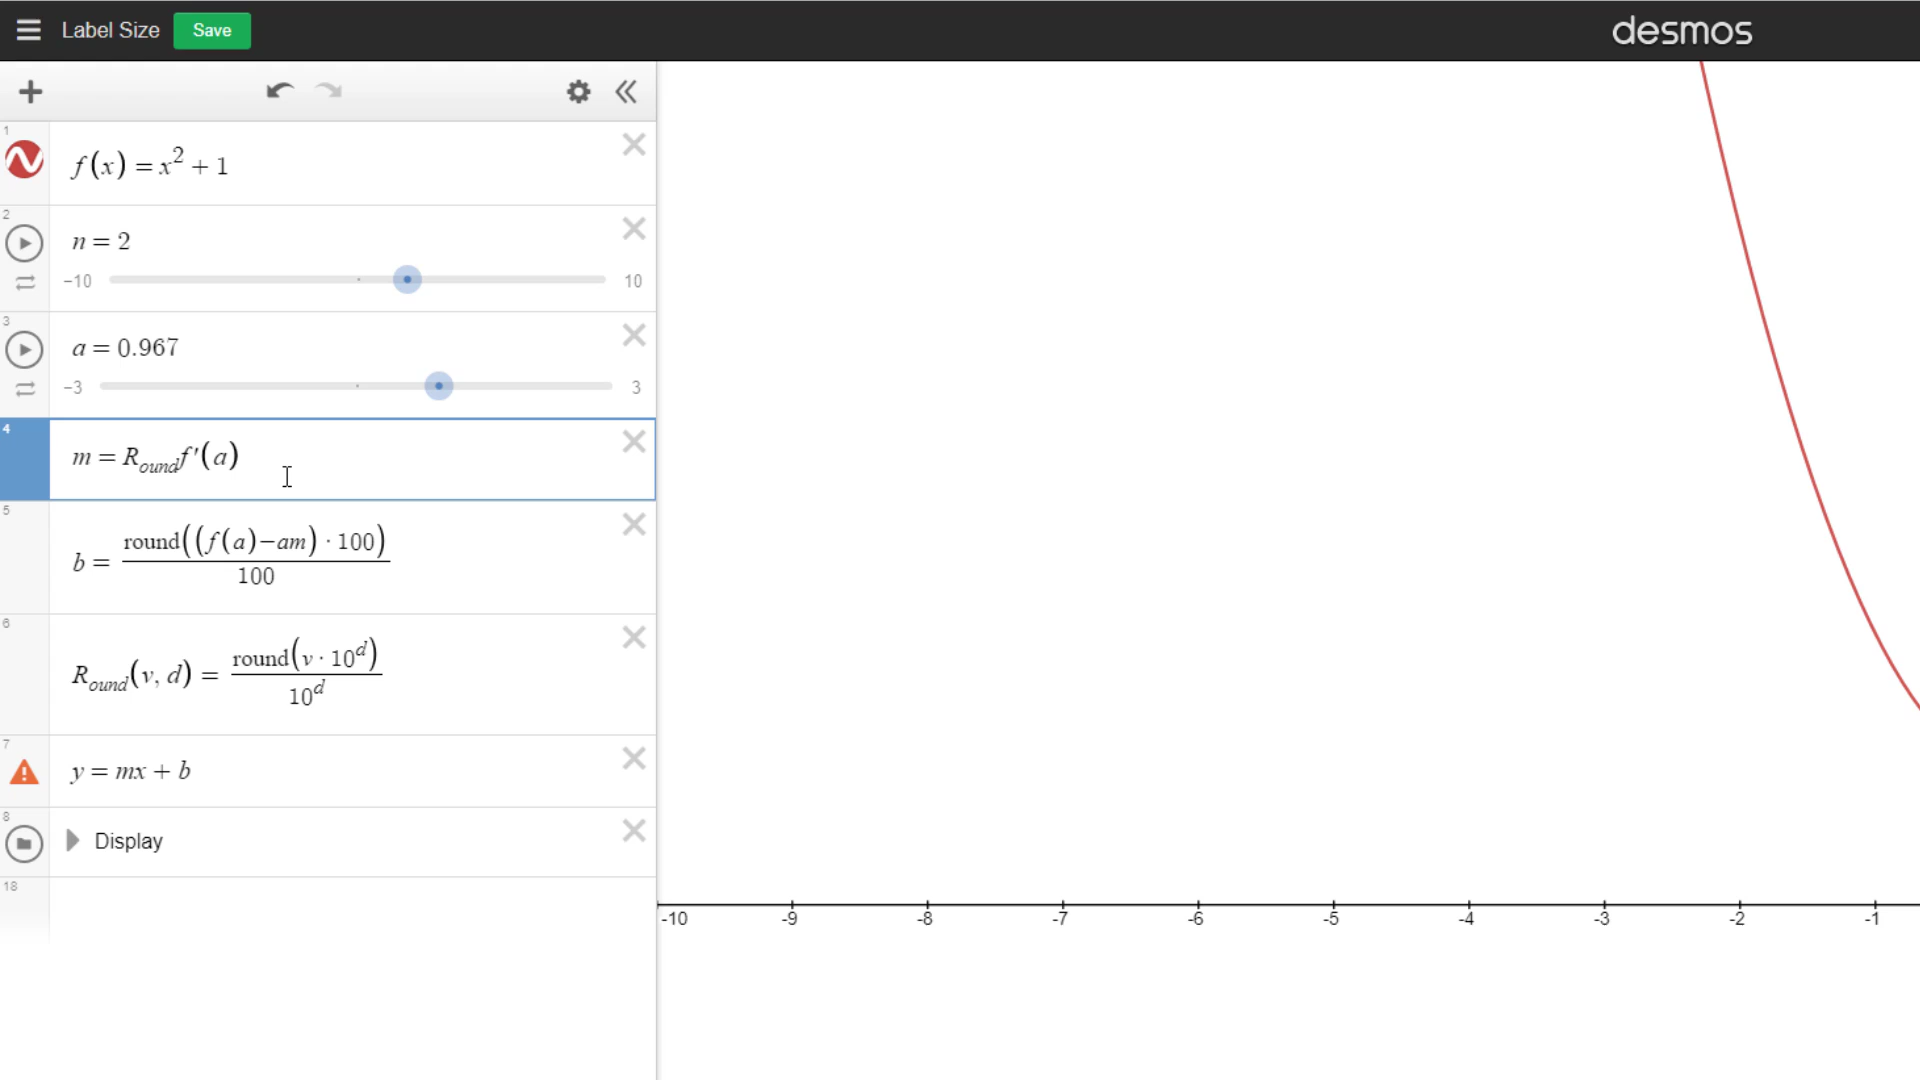 Label Size Save desmos
1
f(x) = x² + 1
2
n = 2
−10 10
3
a = 0.967
−3 3
4
m = R_ound f'(a)
5
b = round((f(a)−am) · 100) / 100
6
R_ound(v, d) = round(v · 10^d) / 10^d
7
y = mx + b
8
Display
18
-10 -9 -8 -7 -6 -5 -4 -3 -2 -1